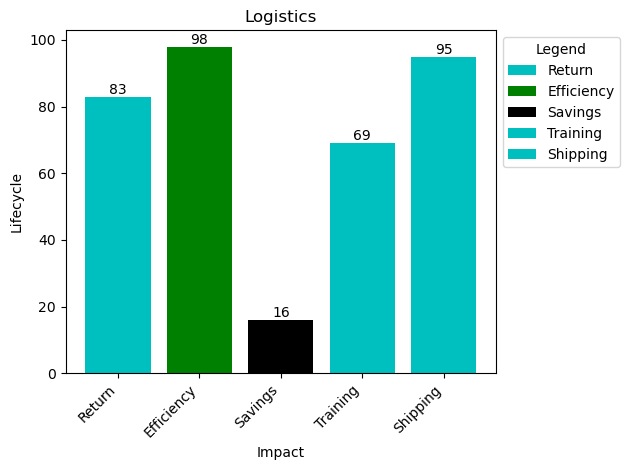 Logistics
Lifecycle
100
80
60
40
20
0
83
98
16
69
95
Return
Efficiency
Savings
Training
Shipping
Impact
Legend
Return
Efficiency
Savings
Training
Shipping